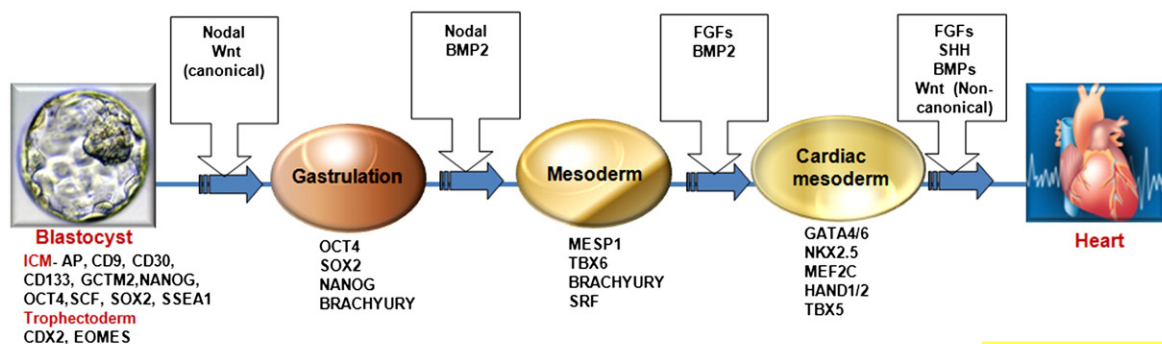 Nodal
Wnt
(canonical)
Nodal
BMP2
FGFs
BMP2
FGFs
SHH
BMPs
Wnt (Non-
canonical)
Blastocyst
ICM- AP, CD9, CD30,
CD133, GCTM2,NANOG,
OCT4,SCF, SOX2, SSEA1
Trophectoderm
CDX2, EOMES
Gastrulation
OCT4
SOX2
NANOG
BRACHYURY
Mesoderm
MESP1
TBX6
BRACHYURY
SRF
Cardiac
mesoderm
GATA4/6
NKX2.5
MEF2C
HAND1/2
TBX5
Heart